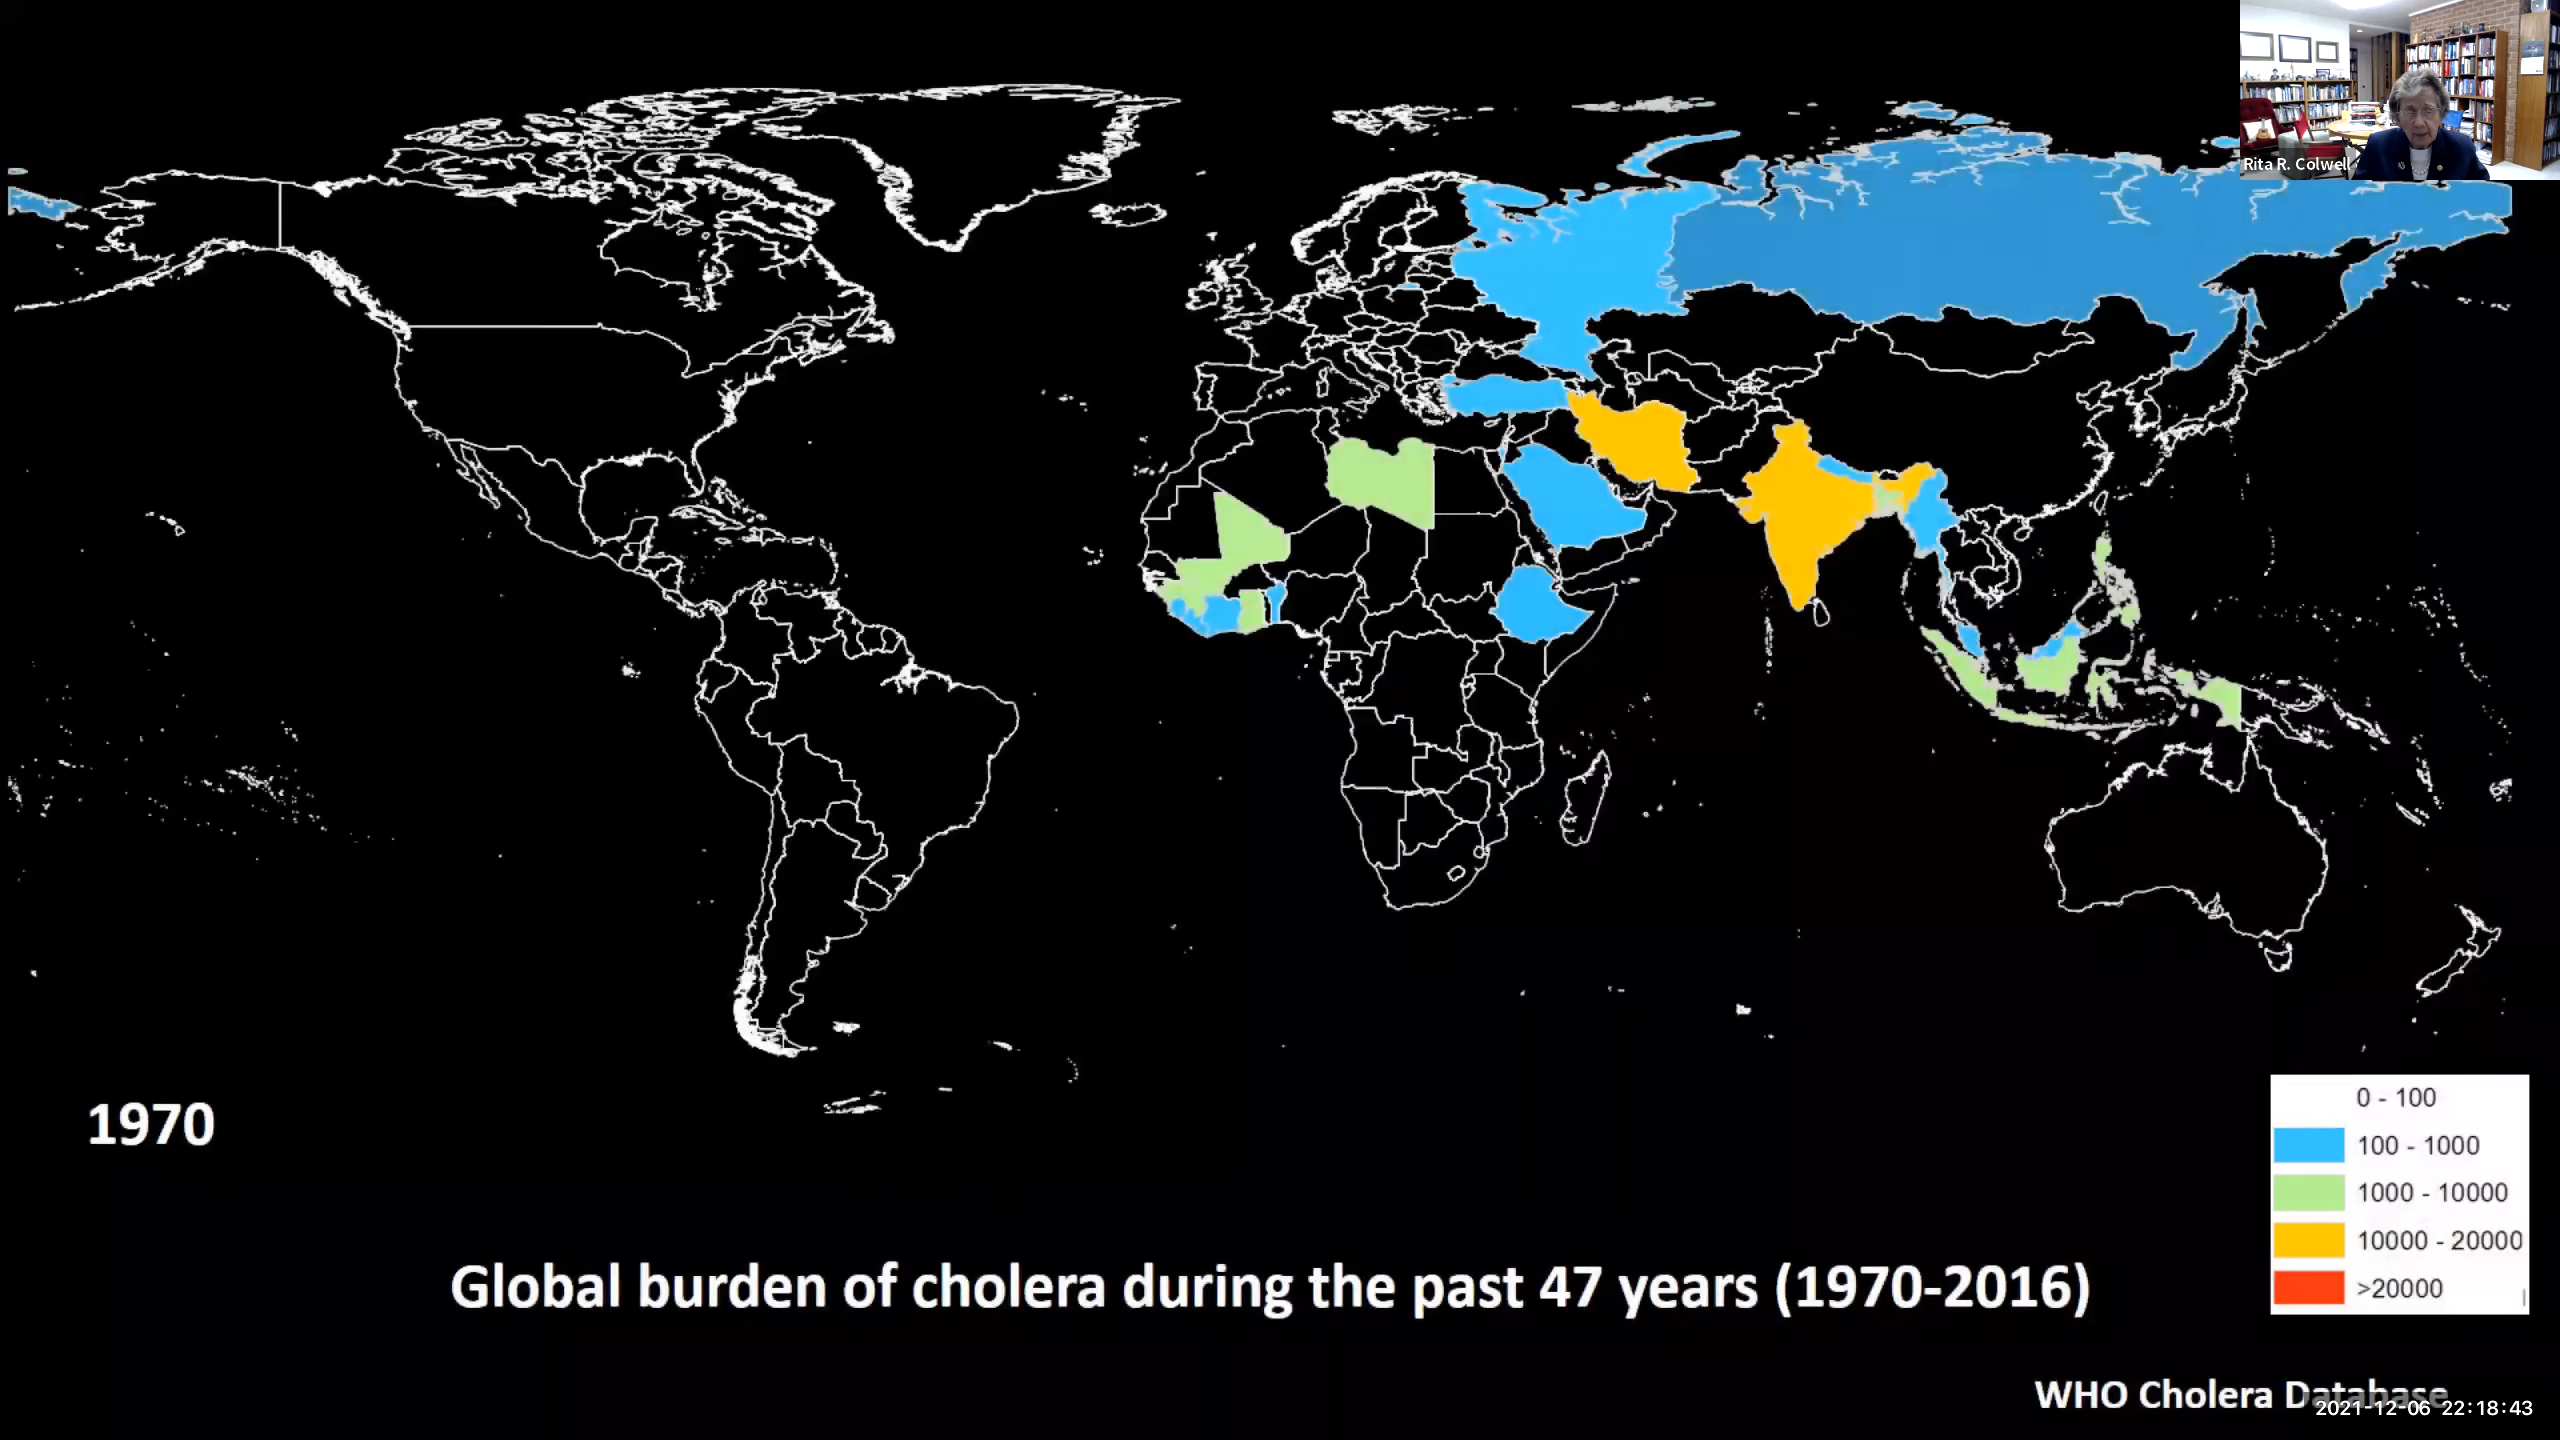 Rita R. Colwell
1970
0 - 100
100 - 1000
1000 - 10000
10000 - 20000
>20000
Global burden of cholera during the past 47 years (1970-2016)
WHO Cholera Database
2021-12-06 22:18:43